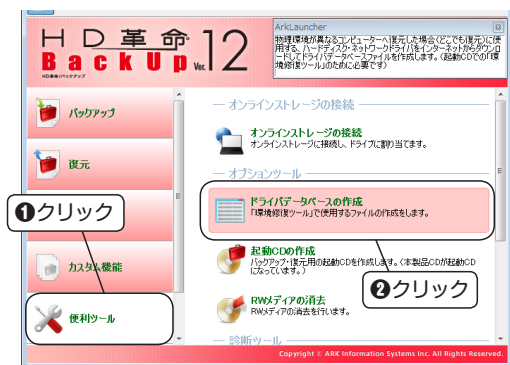 HD革命
BackUp Ver.12
HD革命/バックアップ
ArkLauncher
物理環境が異なるコンピューターへ復元した場合(どこでも復元)に使
用する、ハードディスク・ネットワークドライバをインターネットからダウンロ
ードしてドライバデータベースファイルを作成します。(起動CDでの「環
境修復ツール」のために必要です)
バックアップ
復元
❶クリック
カスタム機能
便利ツール
オンラインストレージの接続
オンラインストレージの接続
オンラインストレージに接続し、ドライブに割り当てます。
オプションツール
ドライバデータベースの作成
「環境修復ツール」で使用するファイルの作成をします。
起動CDの作成
バックアップ・復元用の起動CDを作成します。(本製品CDが起動CD
になっています。)
❷クリック
RWメディアの消去
RWメディアの消去を行います。
診断ツール
Copyright © ARK Information Systems Inc. All Rights Reserved.